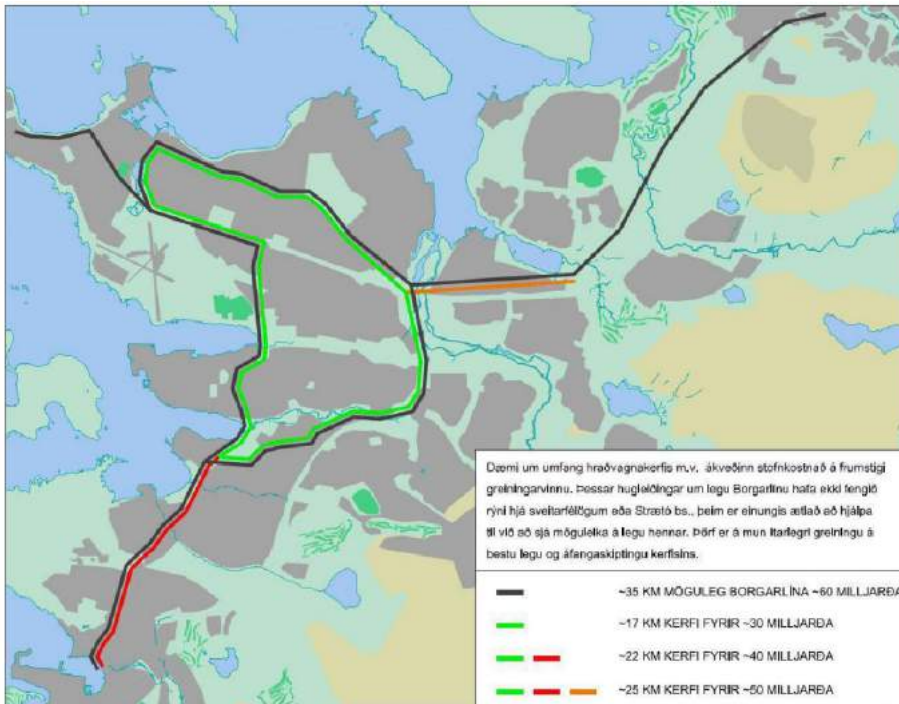 Dæmi um umfang hraðvagnakerfis m.v. ákveðinn stofnkostnað á frumstigi
greiningarvinnu. Þessar hugleiðingar um legu Borgarlínu hafa ekki fengið
rýni hjá sveitarfélögum eða Strætó bs., þeim er einungis ætlað að hjálpa
til við að sjá möguleika á legu hennar. Þörf er á mun ítarlegri greiningu á
bestu legu og áfangaskiptingu kerfisins.
~35 KM MÖGULEG BORGARLÍNA ~60 MILLJARÐA
~17 KM KERFI FYRIR ~30 MILLJARÐA
~22 KM KERFI FYRIR ~40 MILLJARÐA
~25 KM KERFI FYRIR ~50 MILLJARÐA